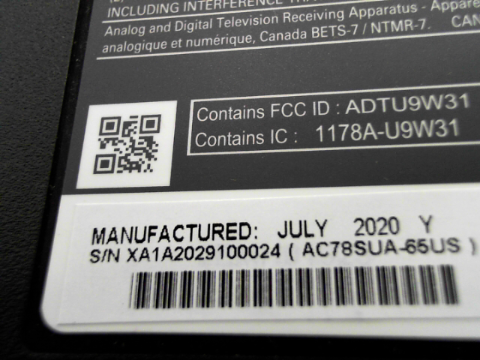 INCLUDING INTERFERENCE
Analog and Digital Television Receiving Apparatus -
analogique et numérique, Canada BETS-7 / NTMR-7.
Contains FCC ID : ADTU9W31
Contains IC : 1178A-U9W31
MANUFACTURED: JULY 2020 Y
S/N XA1A2029100024 ( AC78SUA-65US )